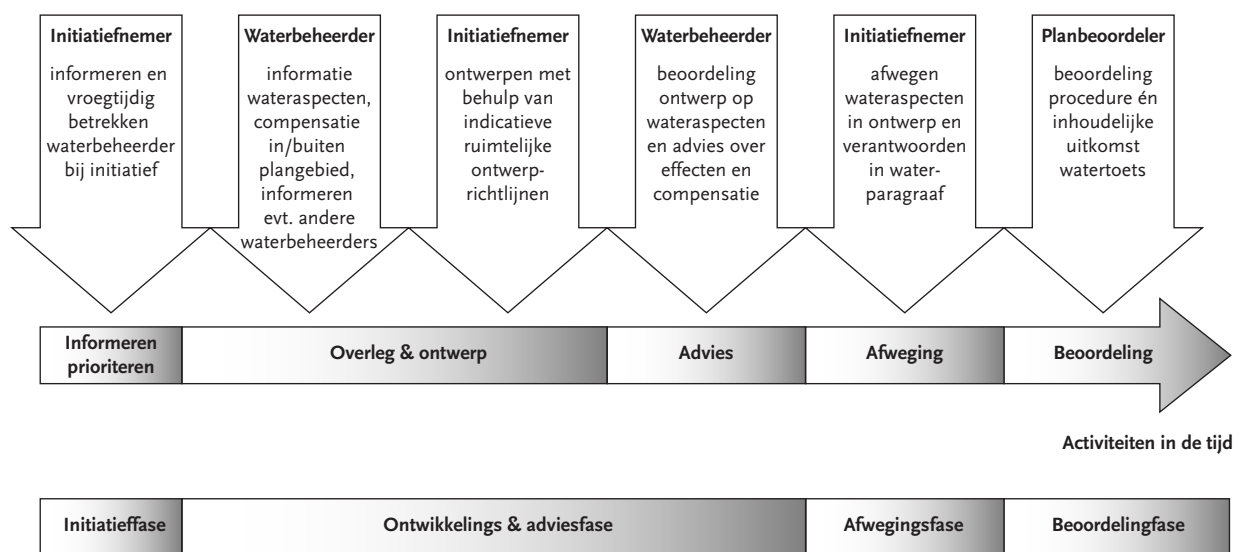 Initiatiefnemer
informeren en
vroegtijdig
betrekken
waterbeheerder
bij initiatief
Waterbeheerder
informatie
wateraspecten,
compensatie
in/buiten
plangebied,
informeren
evt. andere
waterbeheerders
Initiatiefnemer
ontwerpen met
behulp van
indicatieve
ruimtelijke
ontwerp-
richtlijnen
Waterbeheerder
beoordeling
ontwerp op
wateraspecten
en advies over
effecten en
compensatie
Initiatiefnemer
afwegen
wateraspecten
in ontwerp en
verantwoorden
in water-
paragraaf
Planbeoordeler
beoordeling
procedure én
inhoudelijke
uitkomst
watertoets
Informeren
prioriteren
Overleg & ontwerp
Advies
Afweging
Beoordeling
Activiteiten in de tijd
Initiatieffase
Ontwikkelings & adviesfase
Afwegingsfase
Beoordelingfase